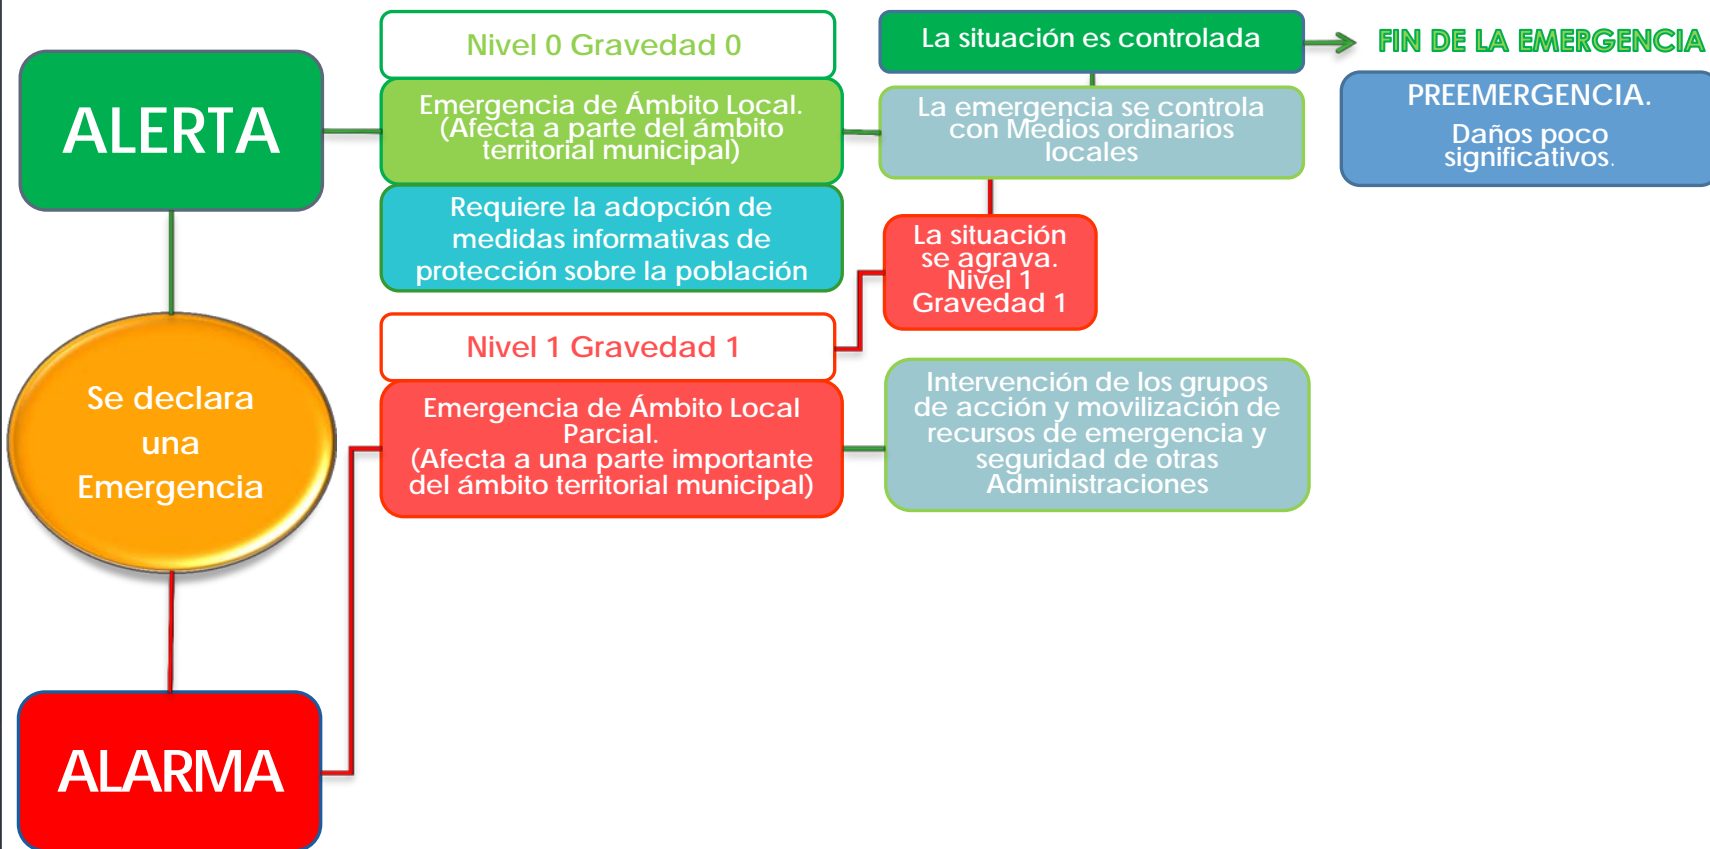 ALERTA
Nivel 0 Gravedad 0
Emergencia de Ámbito Local.
(Afecta a parte del ámbito
territorial municipal)
Requiere la adopción de
medidas informativas de
protección sobre la población
La situación es controlada
FIN DE LA EMERGENCIA
La emergencia se controla
con Medios ordinarios
locales
PREEMERGENCIA.
Daños poco
significativos.
La situación
se agrava.
Nivel 1
Gravedad 1
Se declara
una
Emergencia
Nivel 1 Gravedad 1
Emergencia de Ámbito Local
Parcial.
(Afecta a una parte importante
del ámbito territorial municipal)
Intervención de los grupos
de acción y movilización de
recursos de emergencia y
seguridad de otras
Administraciones
ALARMA